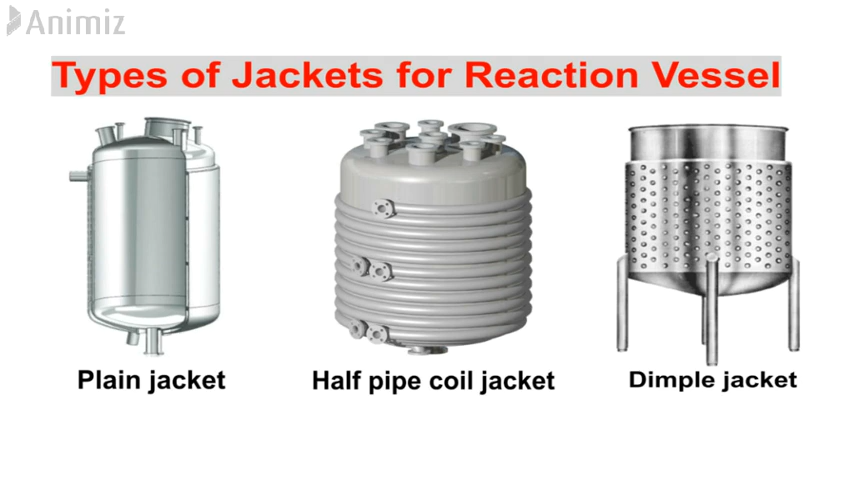 Animiz
Types of Jackets for Reaction Vessel
Plain jacket
Half pipe coil jacket
Dimple jacket